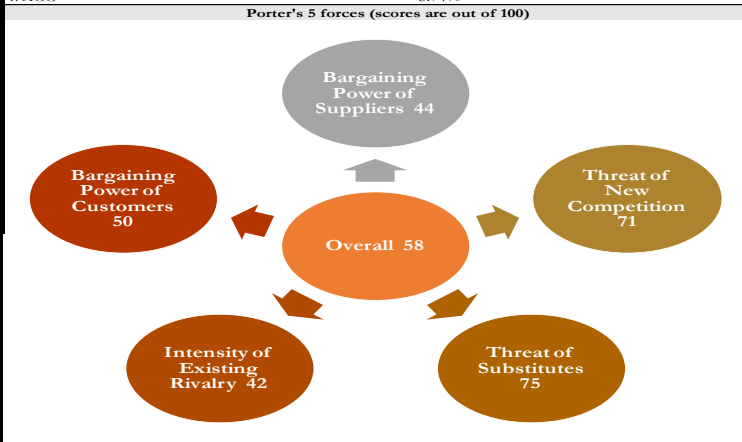 Porter's 5 forces (scores are out of 100)
Bargaining
Power of
Suppliers 44
Bargaining
Power of
Customers
50
Threat of
New
Competition
71
Overall 58
Intensity of
Existing
Rivalry 42
Threat of
Substitutes
75